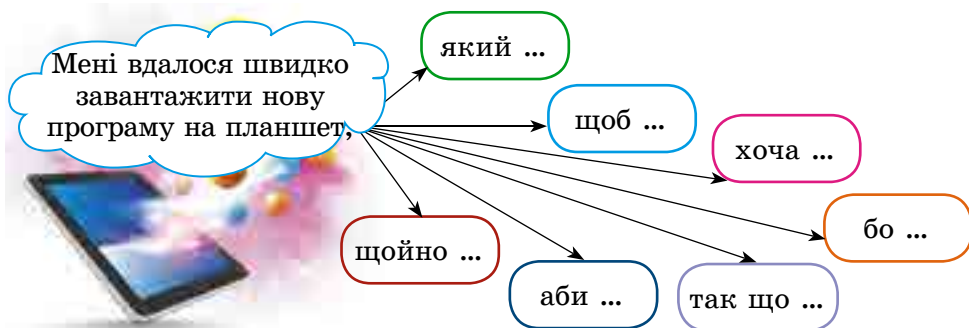 Мені вдалося швидко
завантажити нову
програму на планшет,
який ...
щоб ...
хоча ...
бо ...
так що ...
аби ...
щойно ...